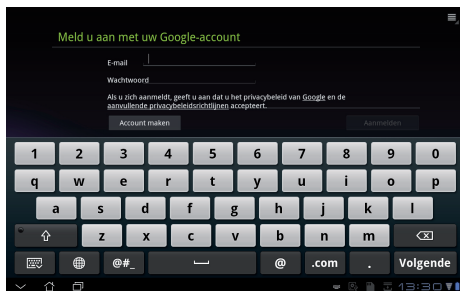 Meld u aan met uw Google-account
E-mail
Wachtwoord
Als u zich aanmeldt, geeft u aan dat u het privacybeleid van Google en de
aanvullende privacybeleidsrichtlijnen accepteert.
Account maken
Aanmelden
1 2 3 4 5 6 7 8 9 0
q w e r t y u i o p
a s d f g h j k l
z x c v b n m
@#_ @ .com . Volgende
13:30